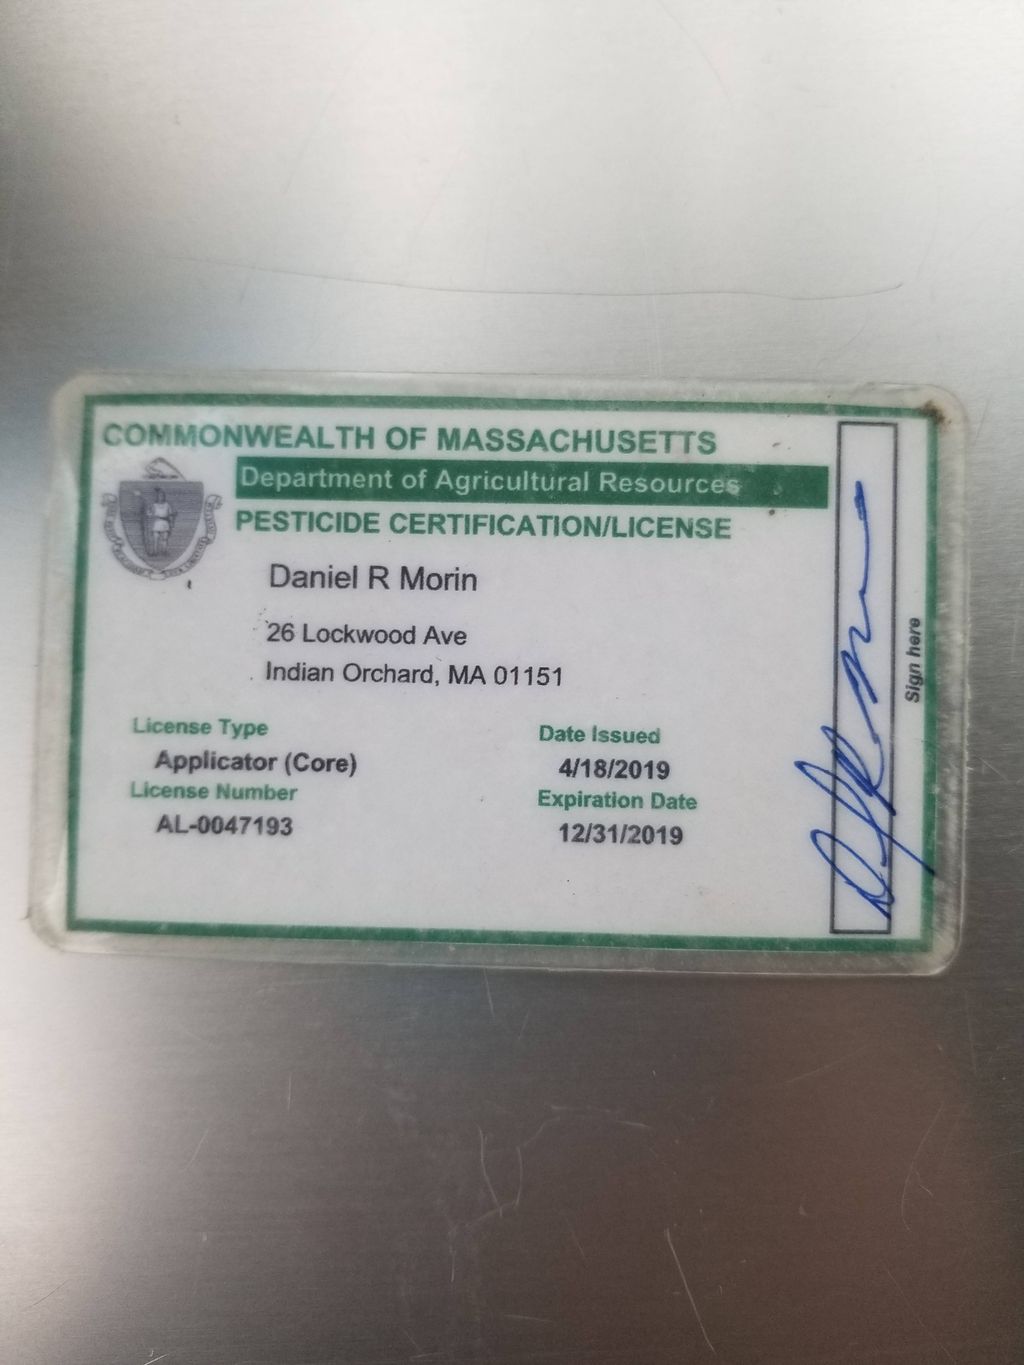 COMMONWEALTH OF MASSACHUSETTS
Department of Agricultural Resources
PESTICIDE CERTIFICATION/LICENSE
Daniel R Morin
26 Lockwood Ave
Indian Orchard, MA 01151
License Type
Applicator (Core)
License Number
AL-0047193
Date Issued
4/18/2019
Expiration Date
12/31/2019
Sign here